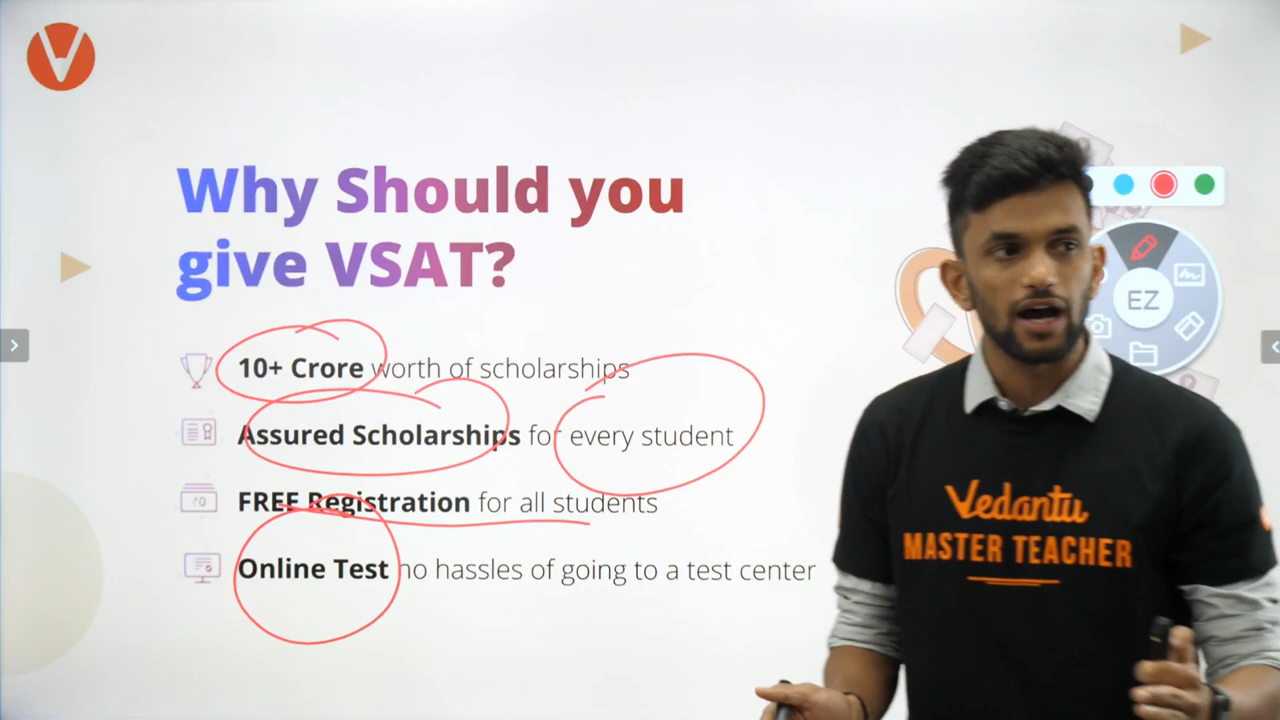 Why Should you
give VSAT?
10+ Crore worth of scholarships
Assured Scholarships for every student
FREE Registration for all students
Online Test no hassles of going to a test center
EZ
Vedantu
MASTER TEACHER